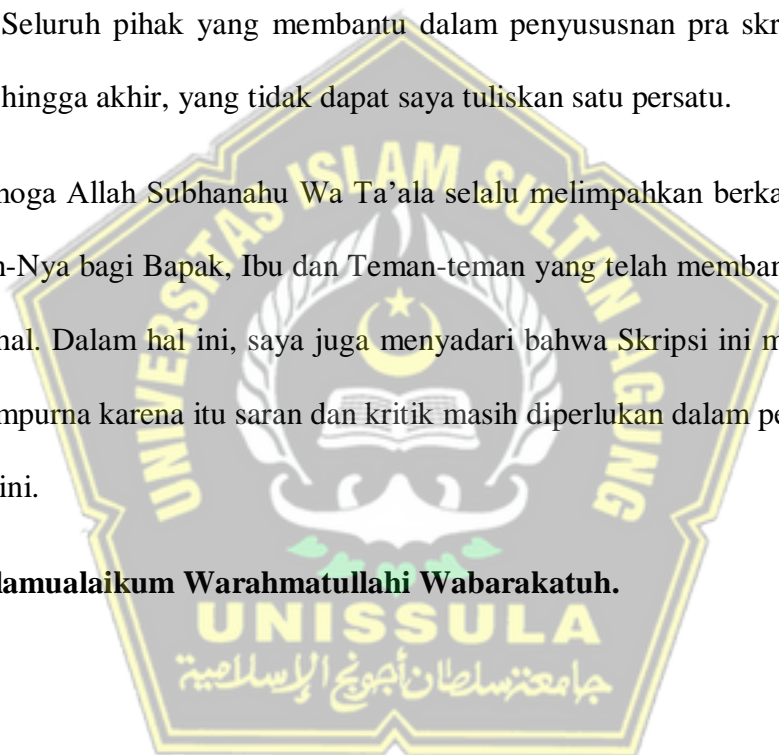 Seluruh pihak yang membantu dalam penyususnan pra skr
hingga akhir, yang tidak dapat saya tuliskan satu persatu.
noga Allah Subhanahu Wa Ta’ala selalu melimpahkan berka
n-Nya bagi Bapak, Ibu dan Teman-teman yang telah memban
nal. Dalam hal ini, saya juga menyadari bahwa Skripsi ini m
mpurna karena itu saran dan kritik masih diperlukan dalam pe
ini.
lamualaikum Warahmatullahi Wabarakatuh.
UNIVERSITAS ISLAM SULTAN AGUNG
UNISSULA
جامعة سلطان أجونج الإسلامية